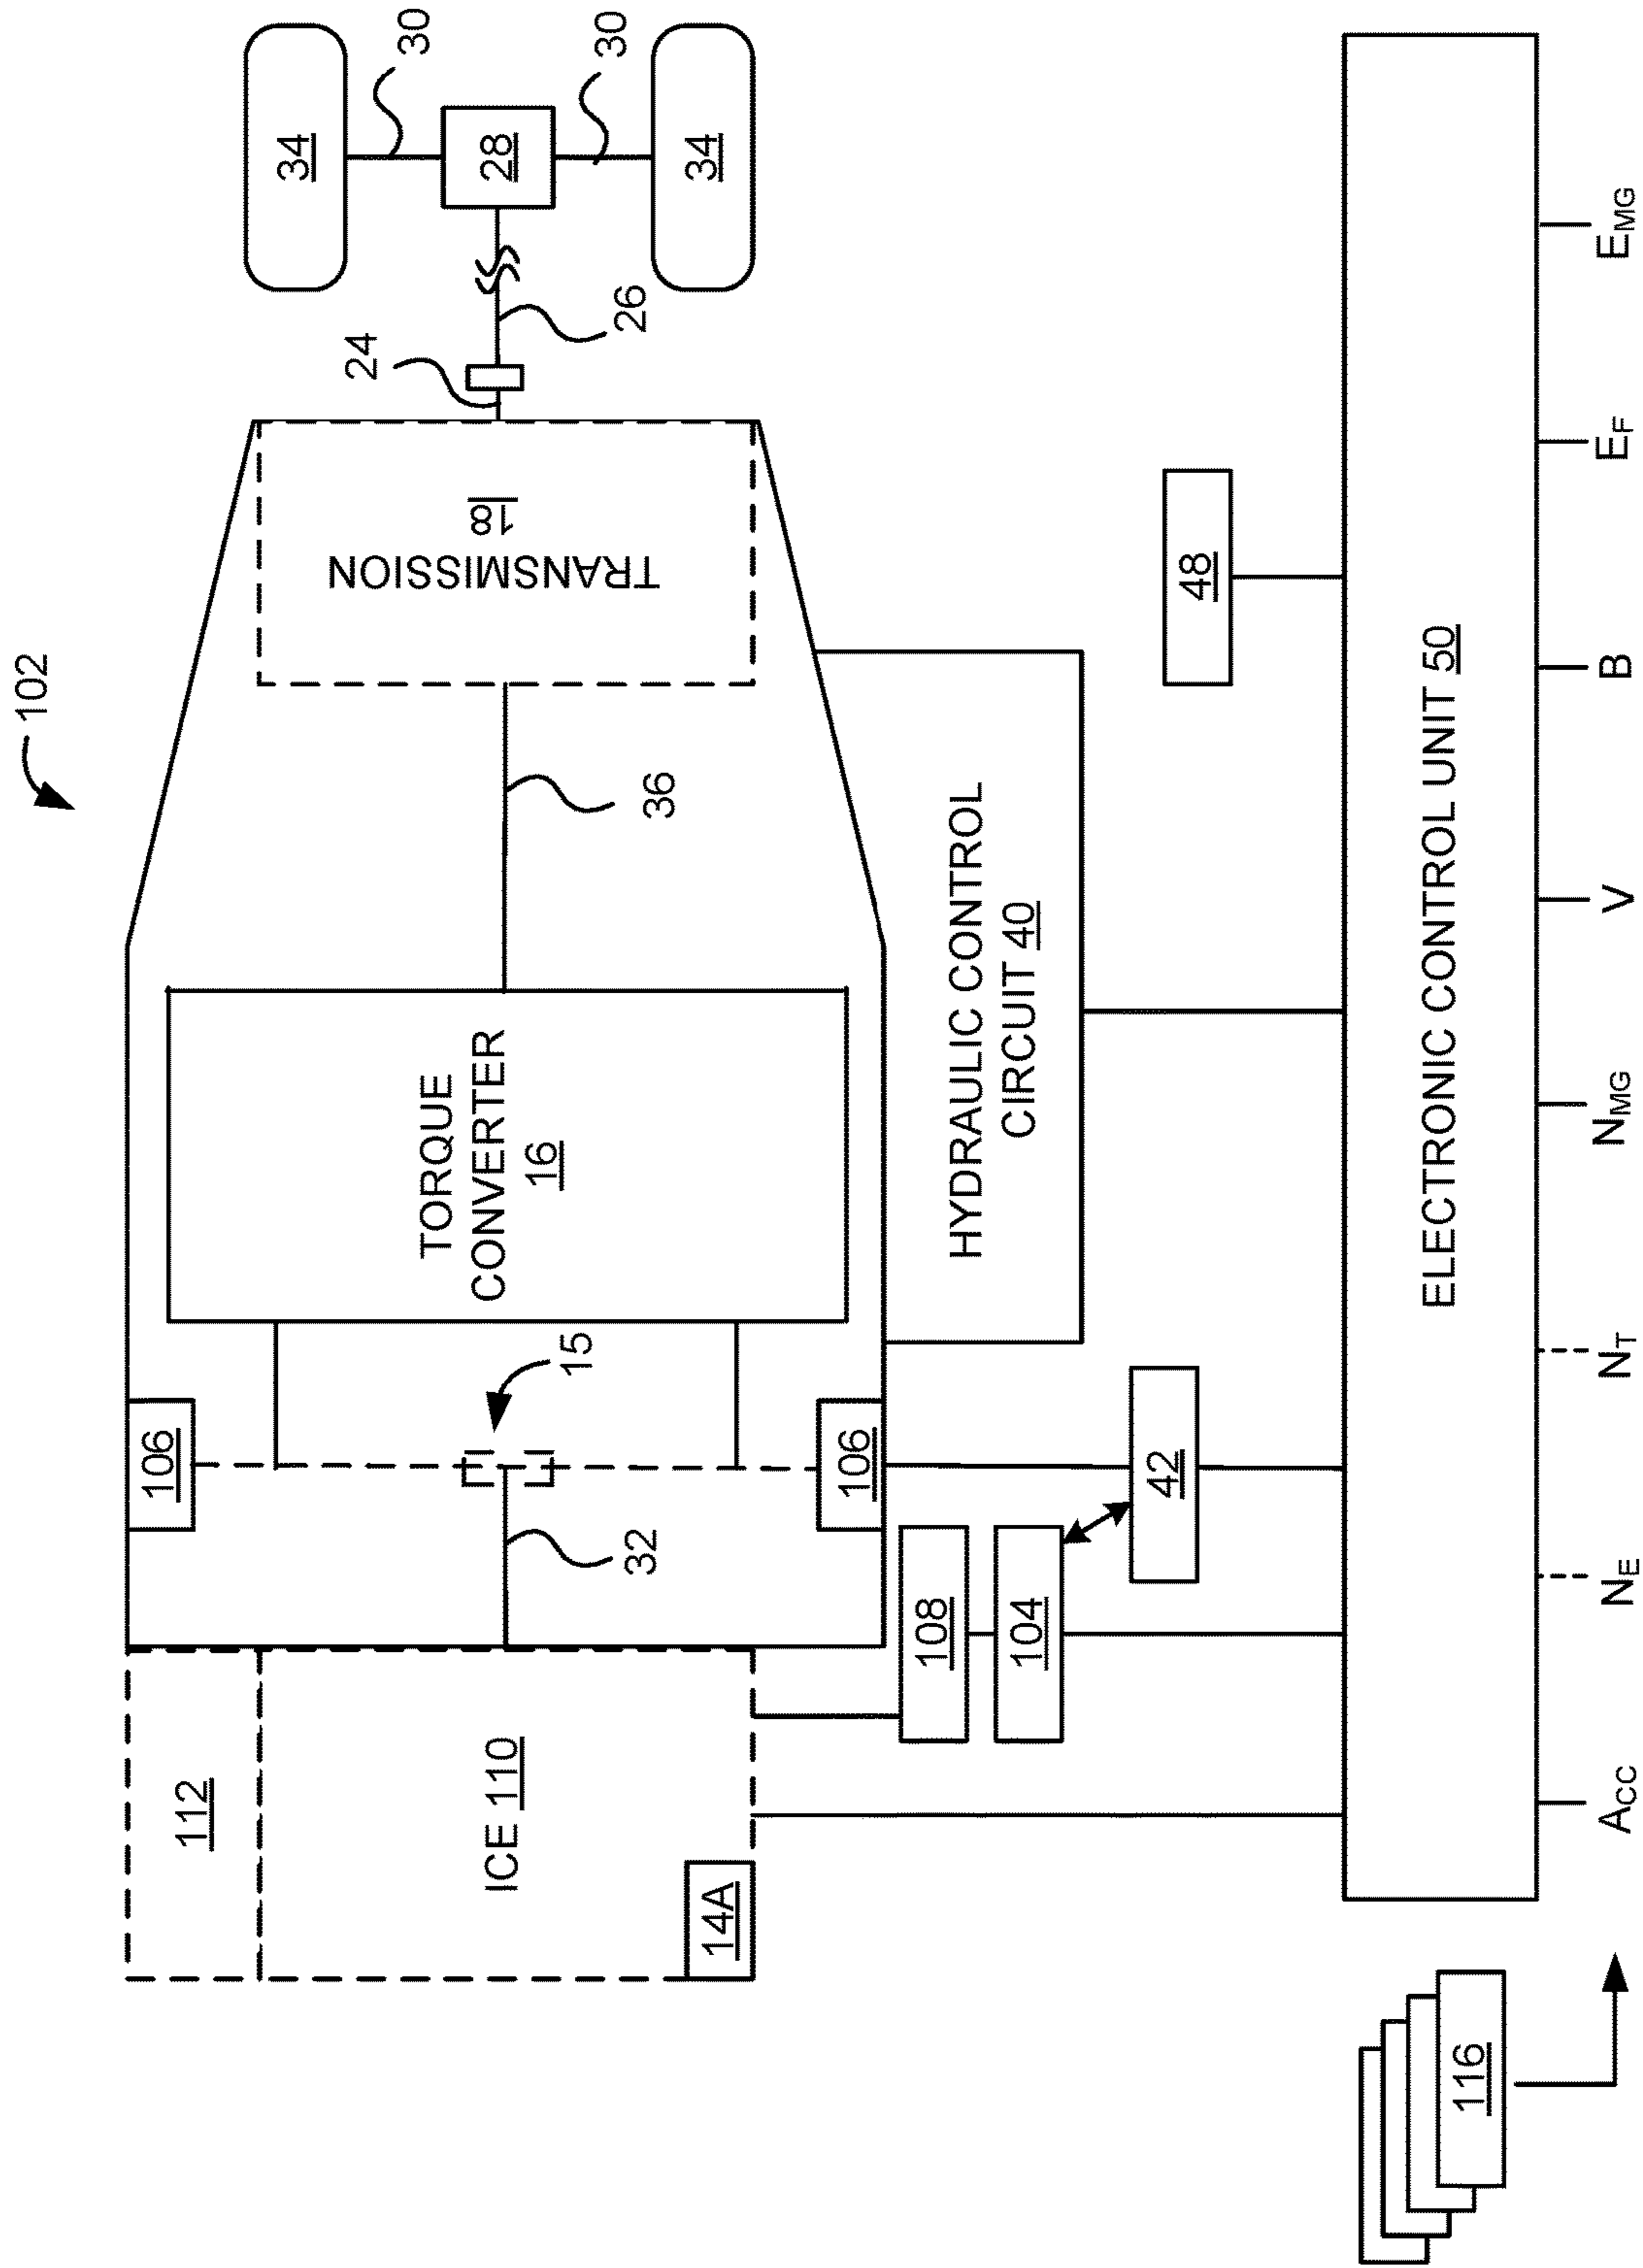 102
112
ICE 110
14A
106
106
15
32
TORQUE
CONVERTER
16
36
TRANSMISSION
18
24
26
28
30
30
34
34
HYDRAULIC CONTROL
CIRCUIT 40
108
104
42
48
ELECTRONIC CONTROL UNIT 50
116
ACC
NE
NT
NMG
V
B
EF
EMG